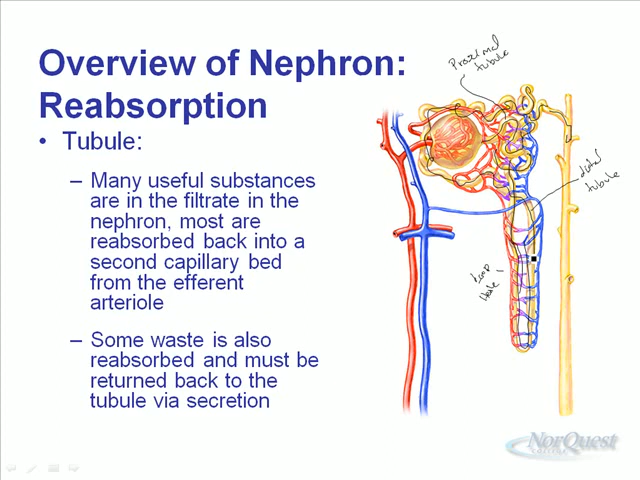 Overview of Nephron:
Reabsorption
• Tubule:
– Many useful substances
are in the filtrate in the
nephron, most are
reabsorbed back into a
second capillary bed
from the efferent
arteriole
– Some waste is also
reabsorbed and must be
returned back to the
tubule via secretion
Proximal
tubule
distal
tubule
loop
NorQuest
COLLEGE